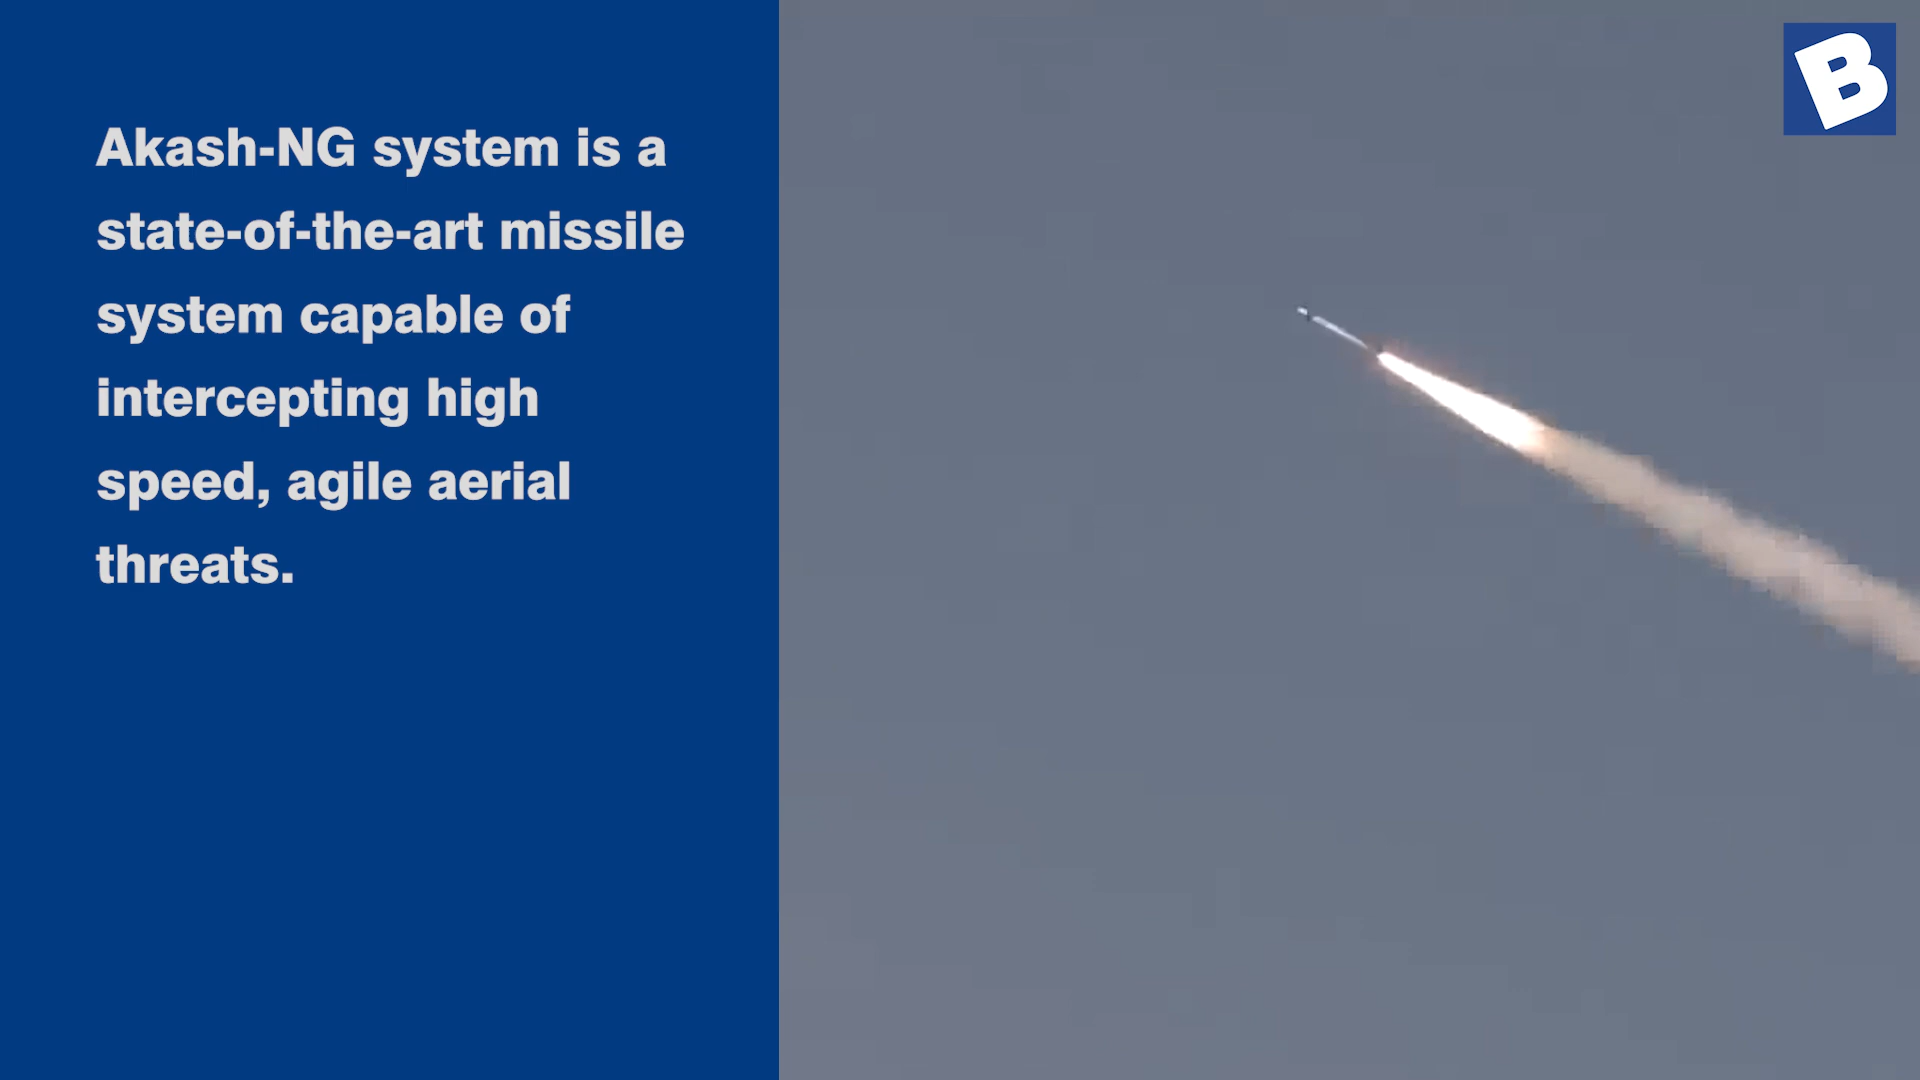 Akash-NG system is a
state-of-the-art missile
system capable of
intercepting high
speed, agile aerial
threats.
B